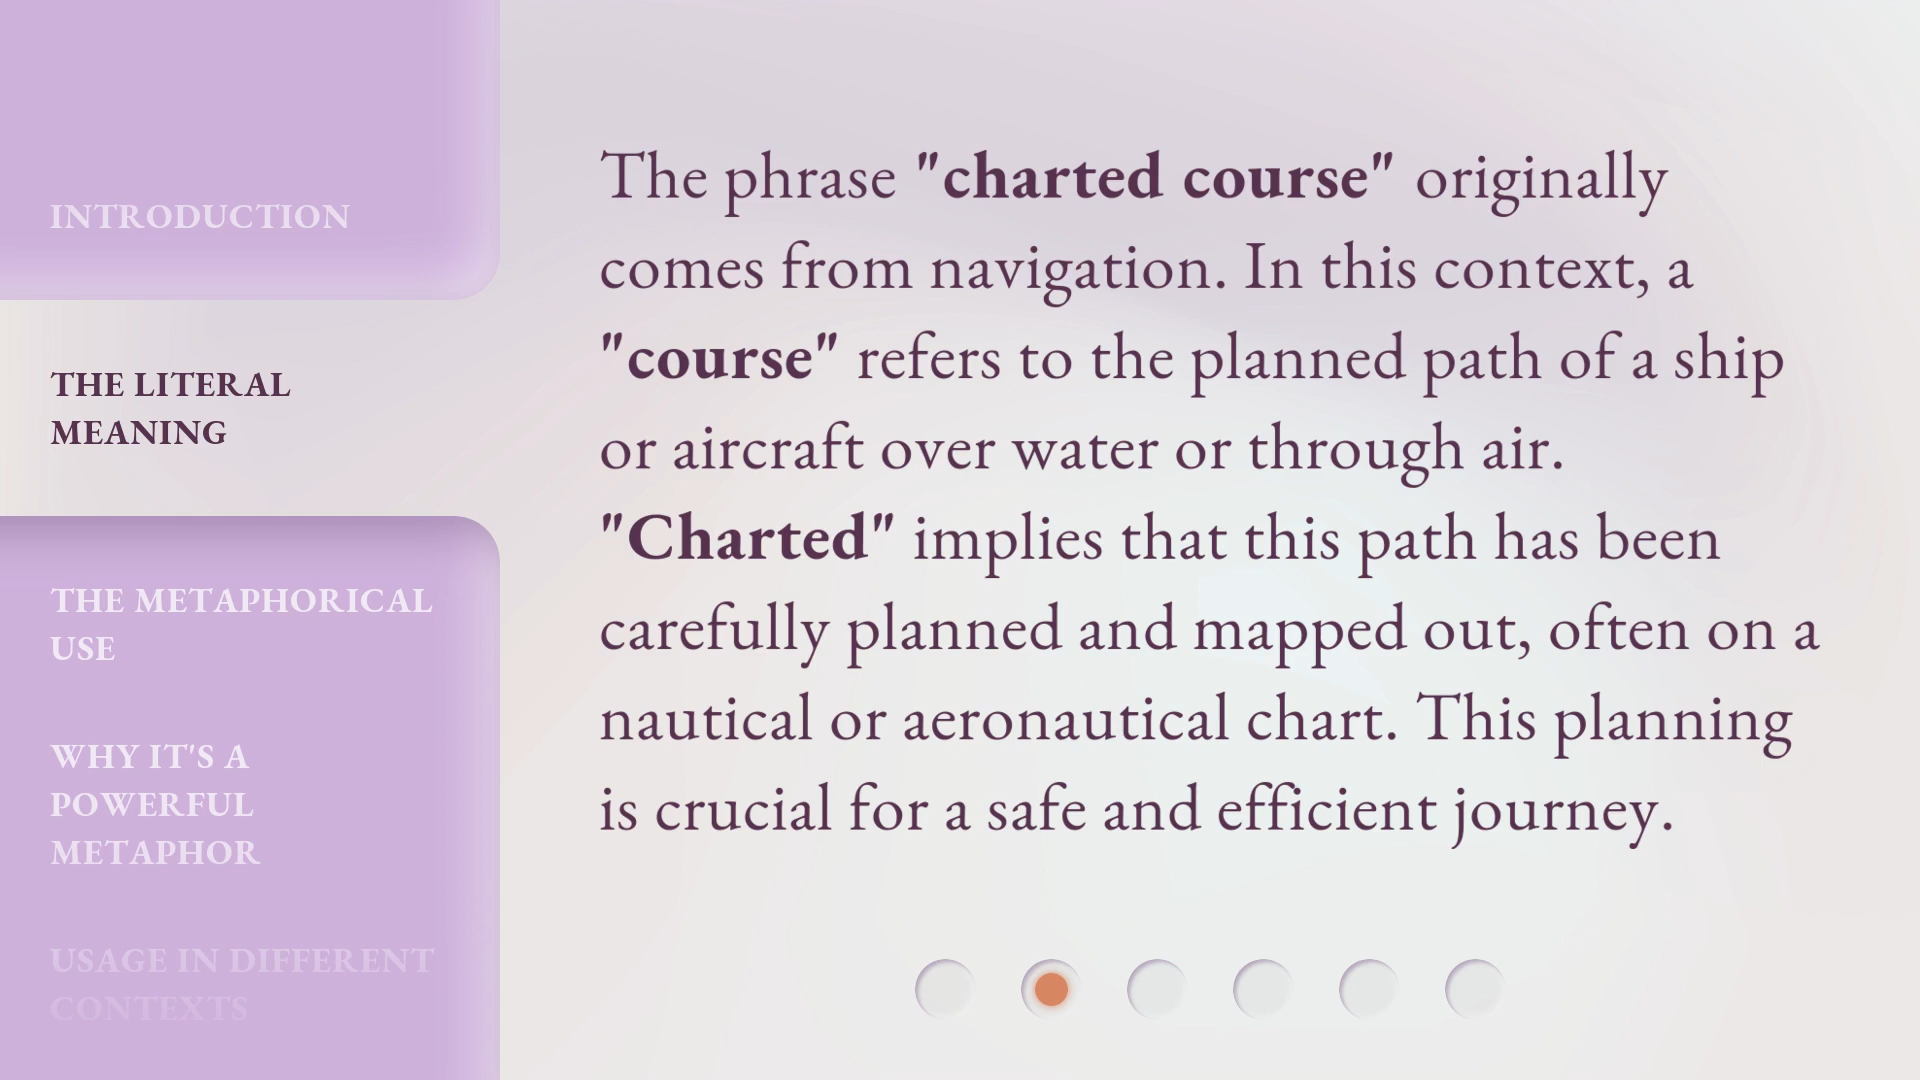 INTRODUCTION
THE LITERAL
MEANING
THE METAPHORICAL
USE
WHY IT'S A
POWERFUL
METAPHOR
USAGE IN DIFFERENT
CONTEXTS
The phrase "charted course" originally
comes from navigation. In this context, a
"course" refers to the planned path of a ship
or aircraft over water or through air.
"Charted" implies that this path has been
carefully planned and mapped out, often on a
nautical or aeronautical chart. This planning
is crucial for a safe and efficient journey.